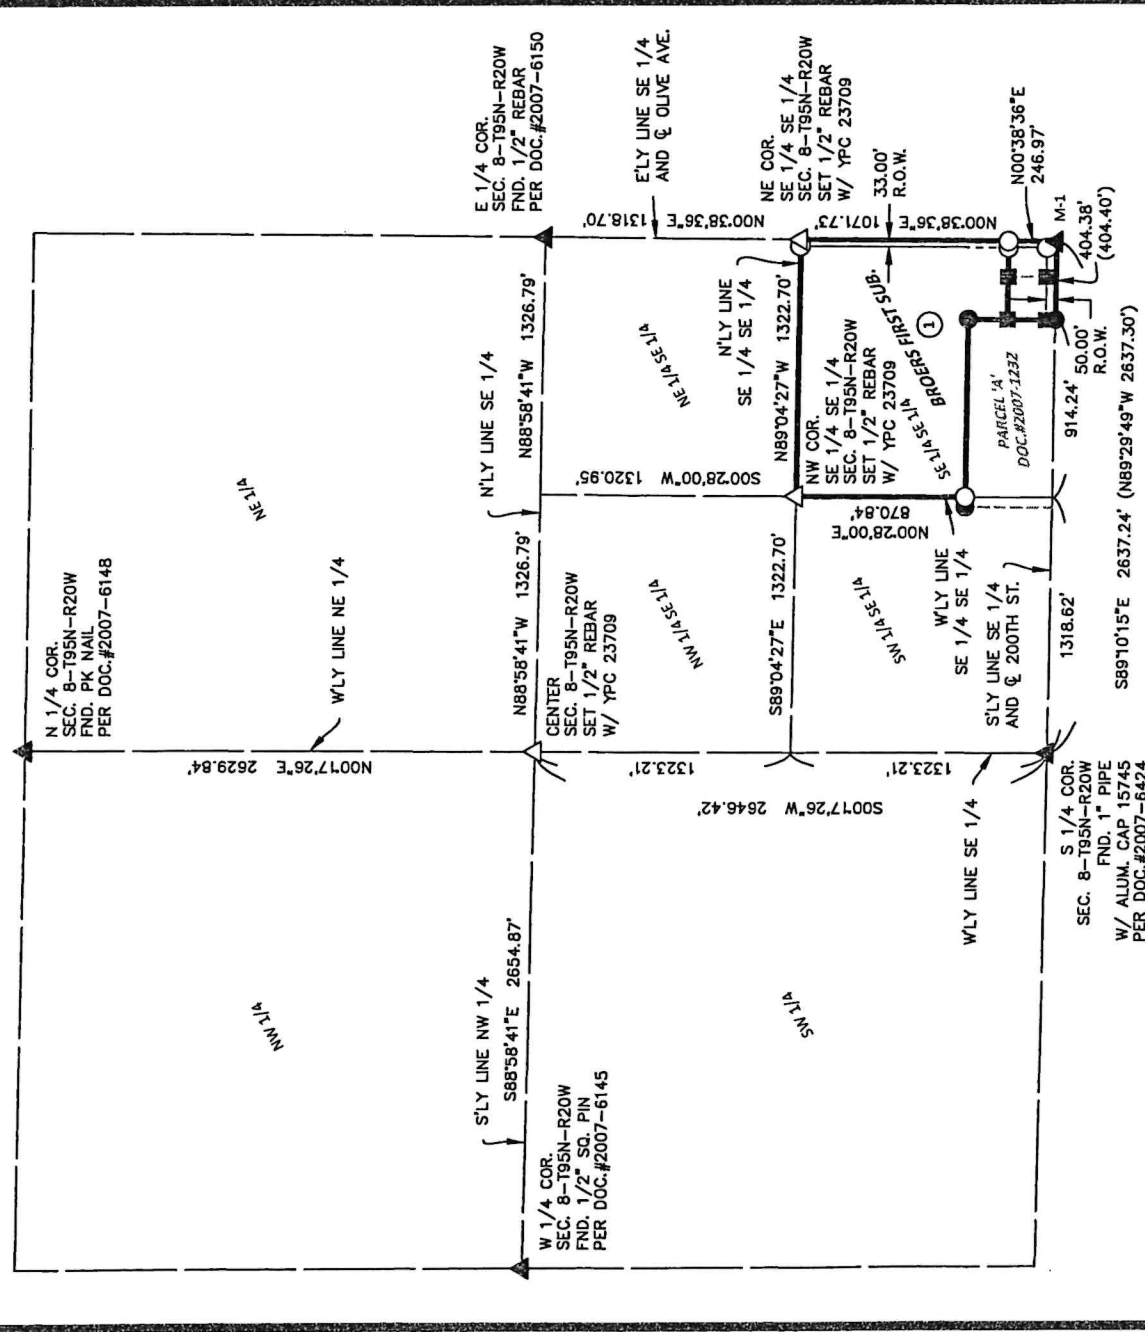 N 1/4 COR.
SEC. 8-T95N-R20W
FND. PK NAIL
PER DOC.#2007-6148
E 1/4 COR.
SEC. 8-T95N-R20W
FND. 1/2" REBAR
PER DOC.#2007-6150
E'LY LINE SE 1/4
AND ℄ OLIVE AVE.
NE 1/4
W'LY LINE NE 1/4
N00°17'26"E 2629.84'
NW 1/4
S'LY LINE NW 1/4
S88°58'41"E 2654.87'
W 1/4 COR.
SEC. 8-T95N-R20W
FND. 1/2" SQ. PIN
PER DOC.#2007-6145
CENTER
SEC. 8-T95N-R20W
SET 1/2" REBAR
W/ YPC 23709
N88°58'41"W 1326.79'
N'LY LINE SE 1/4
N88°58'41"W 1326.79'
N00°38'36"E 1318.70'
NE COR.
SE 1/4 SE 1/4
SEC. 8-T95N-R20W
SET 1/2" REBAR
W/ YPC 23709
NE 1/4 SE 1/4
NW 1/4 SE 1/4
S00°28'00"W 1320.95'
N'LY LINE
SE 1/4 SE 1/4
N89°04'27"W 1322.70'
S89°04'27"E 1322.70'
1323.21'
1323.21'
S00°17'26"W 2646.42'
NW COR.
SE 1/4 SE 1/4
SEC. 8-T95N-R20W
SET 1/2" REBAR
W/ YPC 23709
33.00'
R.O.W.
N00°38'36"E 1071.73'
N00°38'36"E
246.97'
M-1
404.38'
(404.40')
BROERS FIRST SUB.
1
SE 1/4 SE 1/4
SW 1/4 SE 1/4
N00°28'00"E
870.84'
W'LY LINE
SE 1/4 SE 1/4
PARCEL 'A'
DOC.#2007-1232
50.00'
R.O.W.
914.24'
S'LY LINE SE 1/4
AND ℄ 200TH ST.
1318.62'
S89°10'15"E 2637.24' (N89°29'49"W 2637.30')
W'LY LINE SE 1/4
SW 1/4
S 1/4 COR.
SEC. 8-T95N-R20W
FND. 1" PIPE
W/ ALUM. CAP 15745
PER DOC.#2007-6424